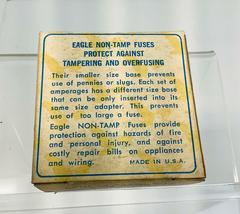 EAGLE NON-TAMP FUSES
PROTECT AGAINST
TAMPERING AND OVERFUSING
Their smaller size base prevents
use of pennies or slugs. Each set of
amperages has a different size base
that can be only inserted into its
same size adapter. This prevents
use of too large a fuse.
Eagle NON-TAMP Fuses provide
protection against hazards of fire
and personal injury, and against
costly repair bills on appliances
and wiring. MADE IN U.S.A.